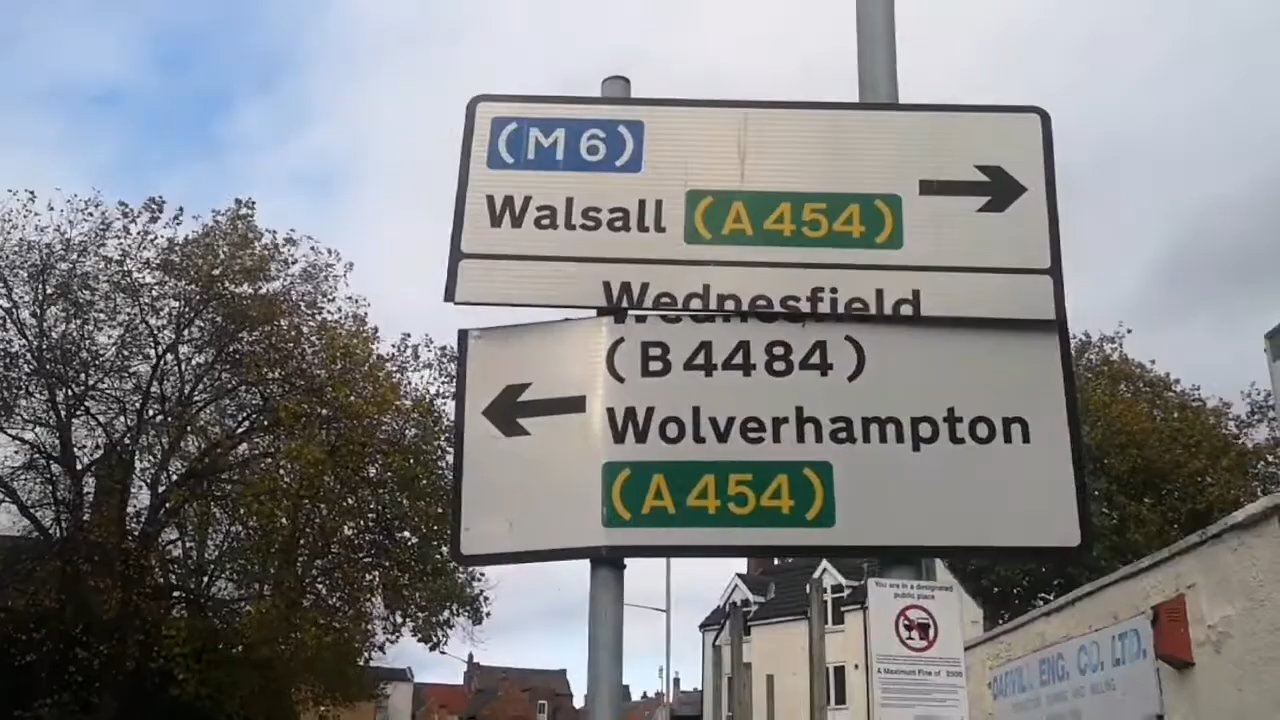 (M6)
Walsall (A454)
Wednesfield
(B4484)
Wolverhampton
(A454)
You are in a designated
public place
A Maximum Fine of
ENG. CO. LTD.